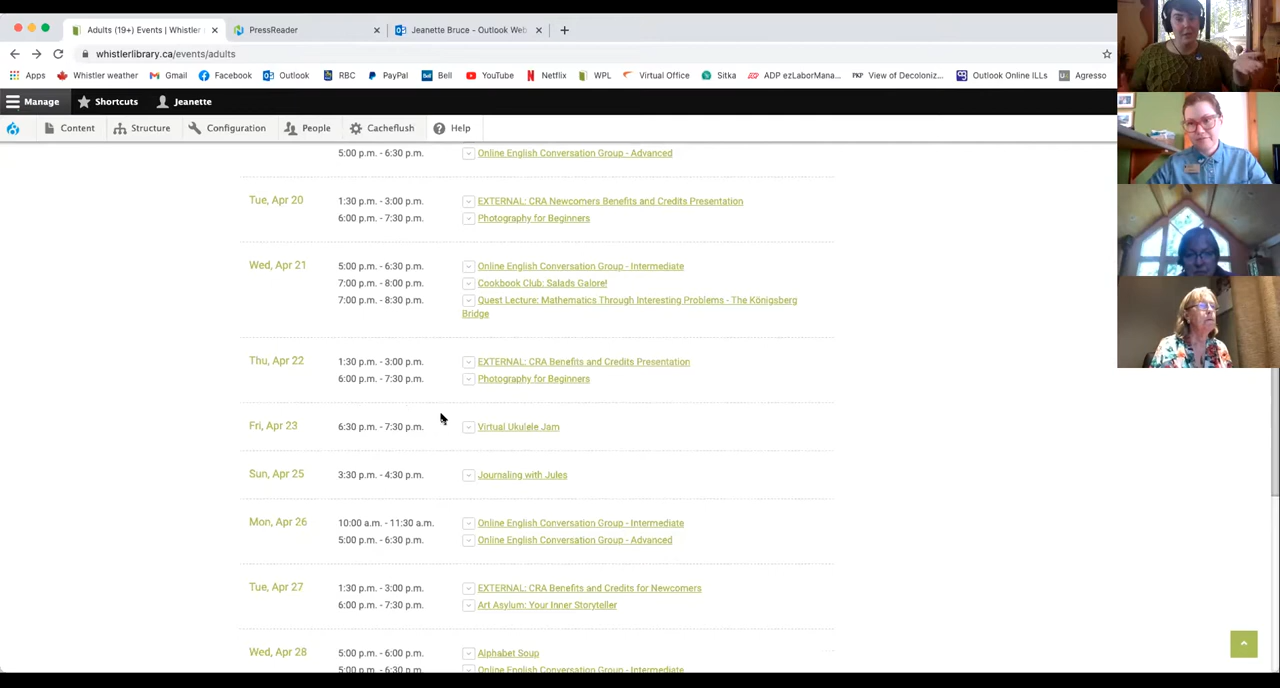 Adults (19+) Events | Whistler
PressReader
Jeanette Bruce - Outlook Web
whistlerlibrary.ca/events/adults
Apps Whistler weather Gmail Facebook Outlook RBC PayPal Bell YouTube Netflix WPL Virtual Office Sitka ADP ezLaborMana... View of Decoloniz... Outlook Online ILLs Agresso
Manage Shortcuts Jeanette
Content Structure Configuration People Cacheflush Help
5:00 p.m. - 6:30 p.m. Online English Conversation Group - Advanced
Tue, Apr 20 1:30 p.m. - 3:00 p.m. EXTERNAL: CRA Newcomers Benefits and Credits Presentation
6:00 p.m. - 7:30 p.m. Photography for Beginners
Wed, Apr 21 5:00 p.m. - 6:30 p.m. Online English Conversation Group - Intermediate
7:00 p.m. - 8:00 p.m. Cookbook Club: Salads Galore!
7:00 p.m. - 8:30 p.m. Quest Lecture: Mathematics Through Interesting Problems - The Königsberg
Bridge
Thu, Apr 22 1:30 p.m. - 3:00 p.m. EXTERNAL: CRA Benefits and Credits Presentation
6:00 p.m. - 7:30 p.m. Photography for Beginners
Fri, Apr 23 6:30 p.m. - 7:30 p.m. Virtual Ukulele Jam
Sun, Apr 25 3:30 p.m. - 4:30 p.m. Journaling with Jules
Mon, Apr 26 10:00 a.m. - 11:30 a.m. Online English Conversation Group - Intermediate
5:00 p.m. - 6:30 p.m. Online English Conversation Group - Advanced
Tue, Apr 27 1:30 p.m. - 3:00 p.m. EXTERNAL: CRA Benefits and Credits for Newcomers
6:00 p.m. - 7:30 p.m. Art Asylum: Your Inner Storyteller
Wed, Apr 28 5:00 p.m. - 6:00 p.m. Alphabet Soup
5:00 p.m. - 6:30 p.m. Online English Conversation Group - Intermediate